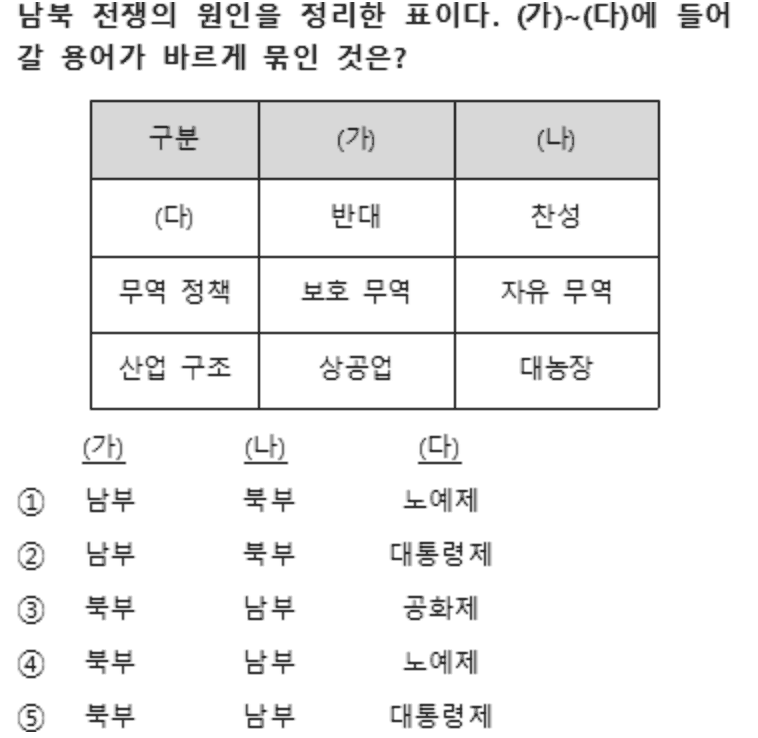 남북 전쟁의 원인을 정리한 표이다. (가)~(다)에 들어
갈 용어가 바르게 묶인 것은?
구분 (가) (나)
(다) 반대 찬성
무역 정책 보호 무역 자유 무역
산업 구조 상공업 대농장
(가) (나) (다)
① 남부 북부 노예제
② 남부 북부 대통령제
③ 북부 남부 공화제
④ 북부 남부 노예제
⑤ 북부 남부 대통령제